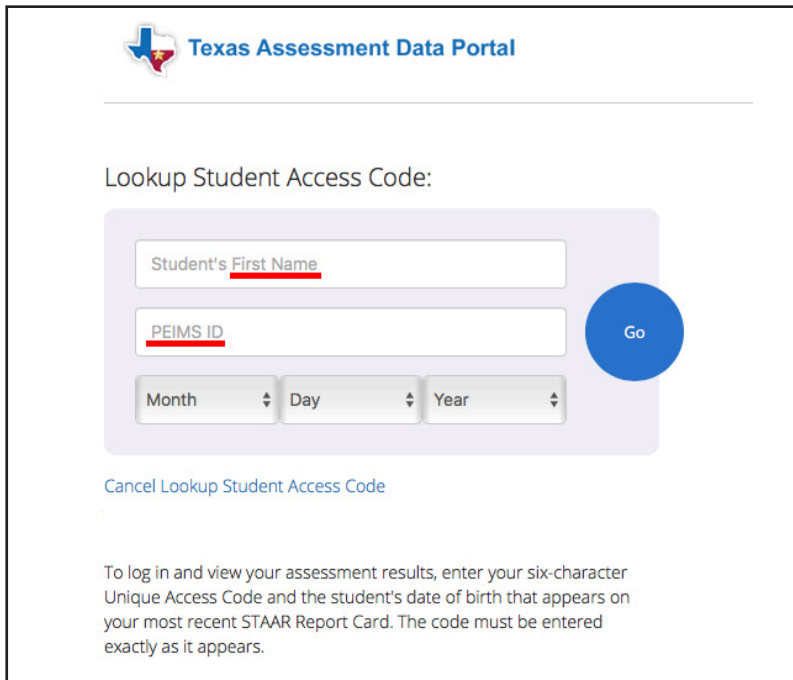 Texas Assessment Data Portal
Lookup Student Access Code:
Student's First Name
PEIMS ID
Go
Month Day Year
Cancel Lookup Student Access Code
To log in and view your assessment results, enter your six-character
Unique Access Code and the student's date of birth that appears on
your most recent STAAR Report Card. The code must be entered
exactly as it appears.